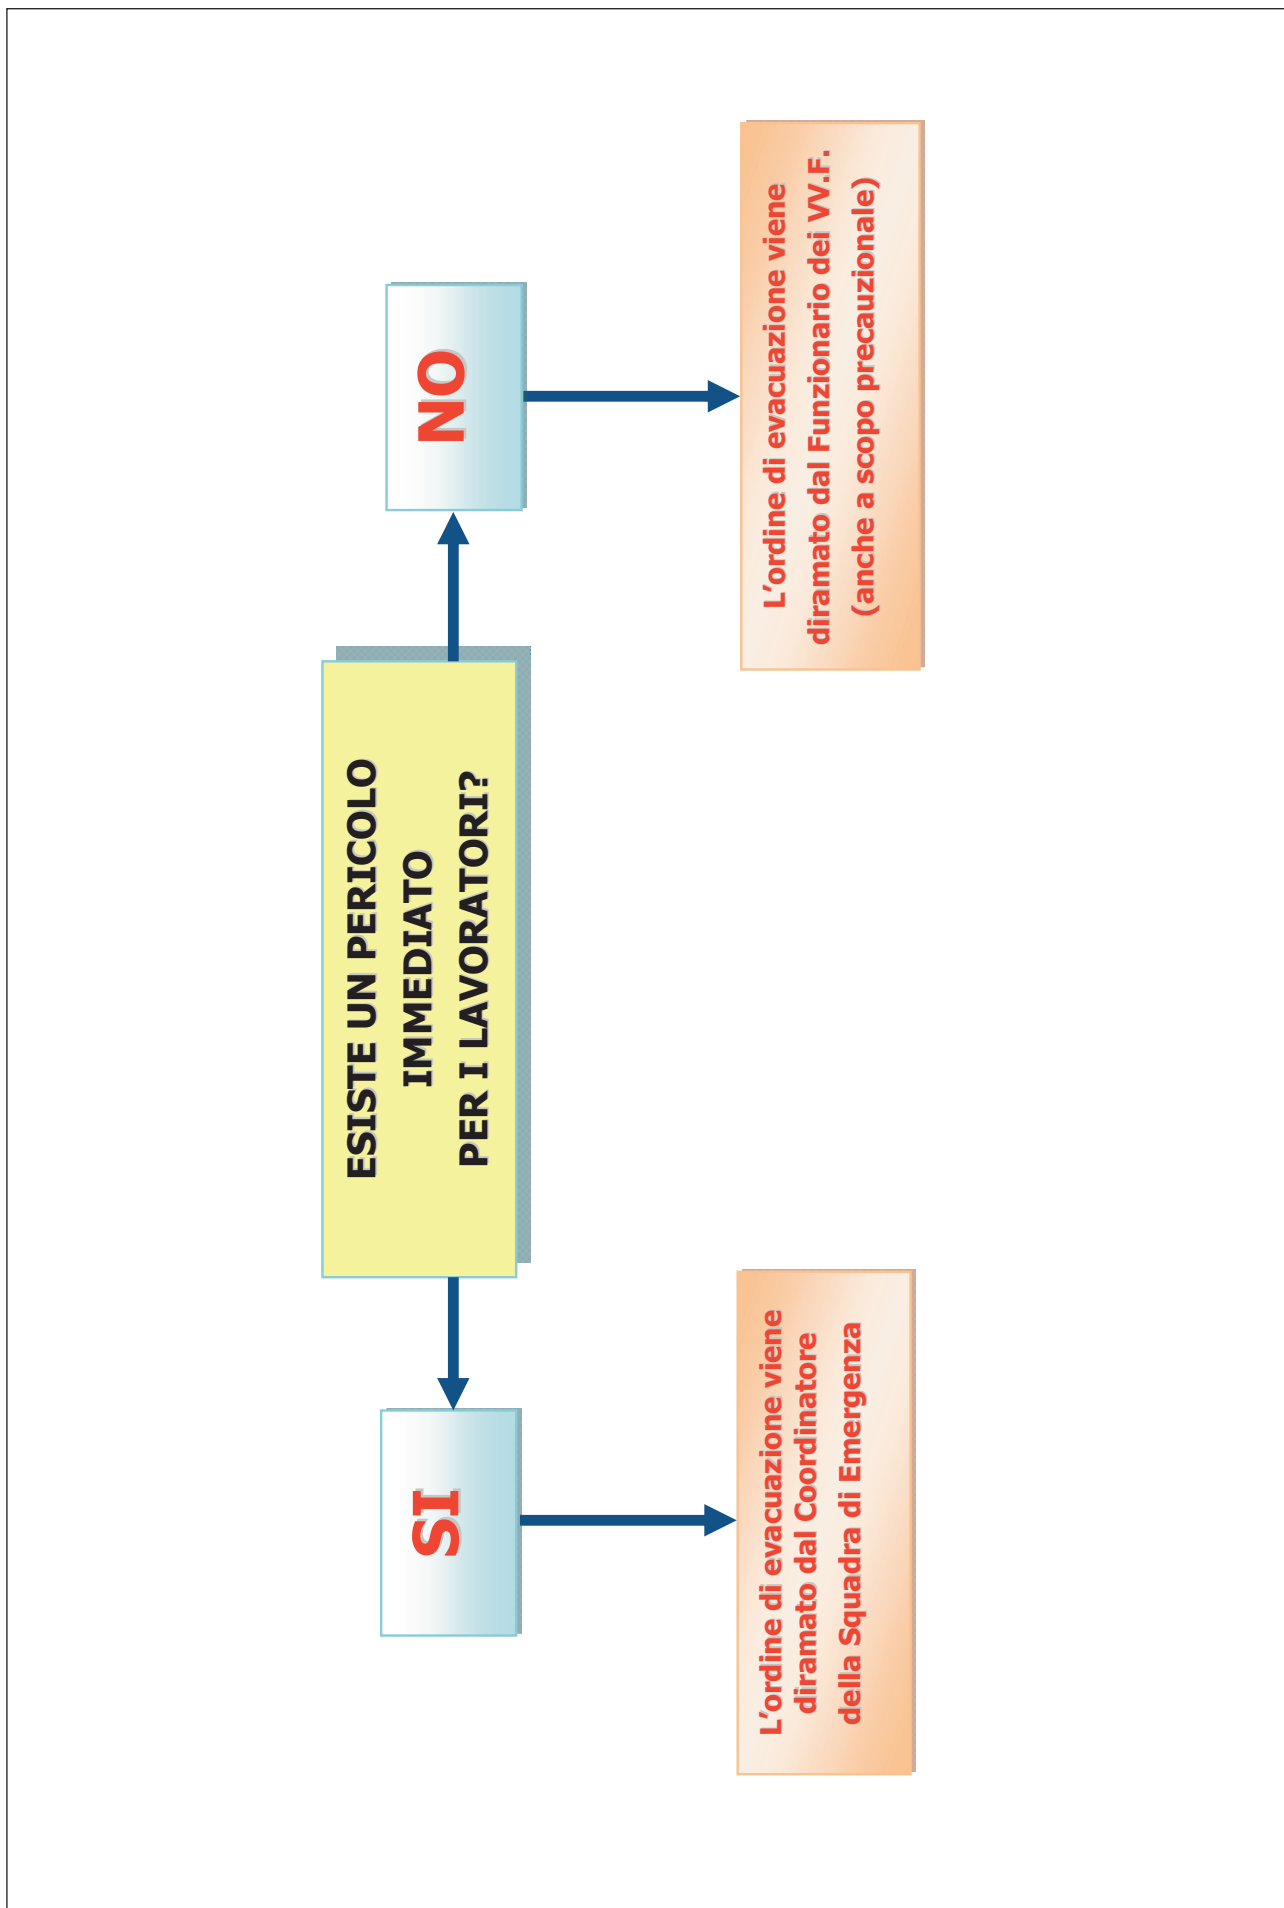 ESISTE UN PERICOLO
IMMEDIATO
PER I LAVORATORI?
SI
NO
L’ordine di evacuazione viene
diramato dal Coordinatore
della Squadra di Emergenza
L’ordine di evacuazione viene
diramato dal Funzionario dei VV.F.
(anche a scopo precauzionale)